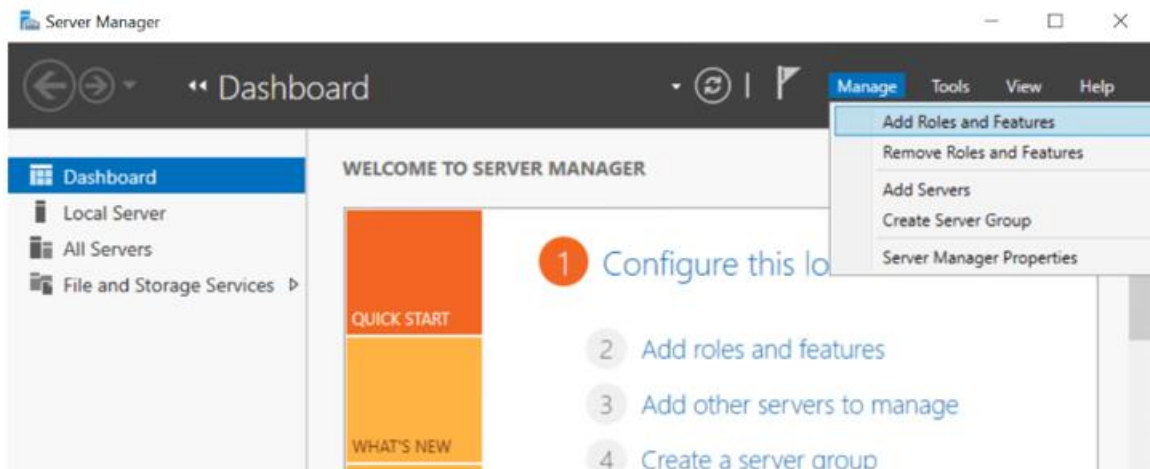 Server Manager
Dashboard
Manage Tools View Help
Add Roles and Features
Remove Roles and Features
Add Servers
Create Server Group
Server Manager Properties
Dashboard
Local Server
All Servers
File and Storage Services
WELCOME TO SERVER MANAGER
QUICK START
WHAT'S NEW
1 Configure this lo
2 Add roles and features
3 Add other servers to manage
4 Create a server group